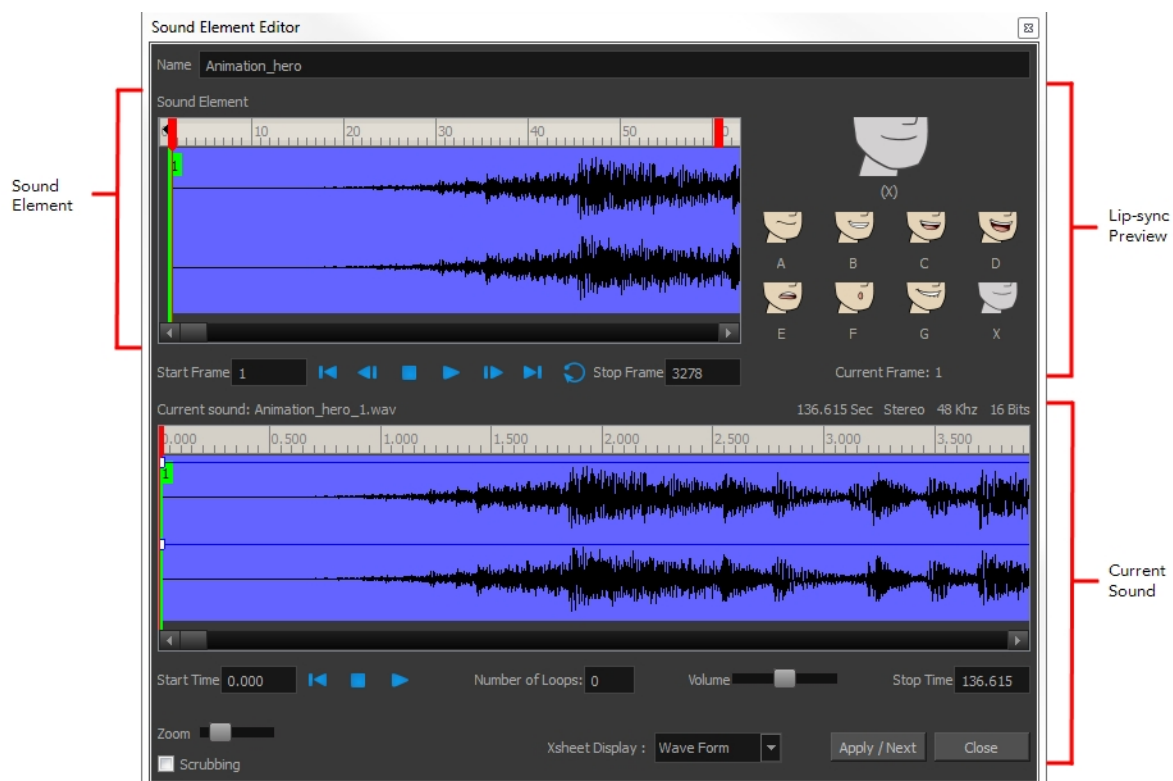 Sound Element Editor
Name Animation_hero
Sound Element
10 20 30 40 50
1
(X)
A B C D
E F G X
Sound
Element
Lip-sync
Preview
Start Frame 1 Stop Frame 3278 Current Frame: 1
Current sound: Animation_hero_1.wav 136.615 Sec Stereo 48 Khz 16 Bits
0.000 0.500 1.000 1.500 2.000 2.500 3.000 3.500
1
Current
Sound
Start Time 0.000 Number of Loops: 0 Volume Stop Time 136.615
Zoom
Scrubbing
Xsheet Display : Wave Form Apply / Next Close